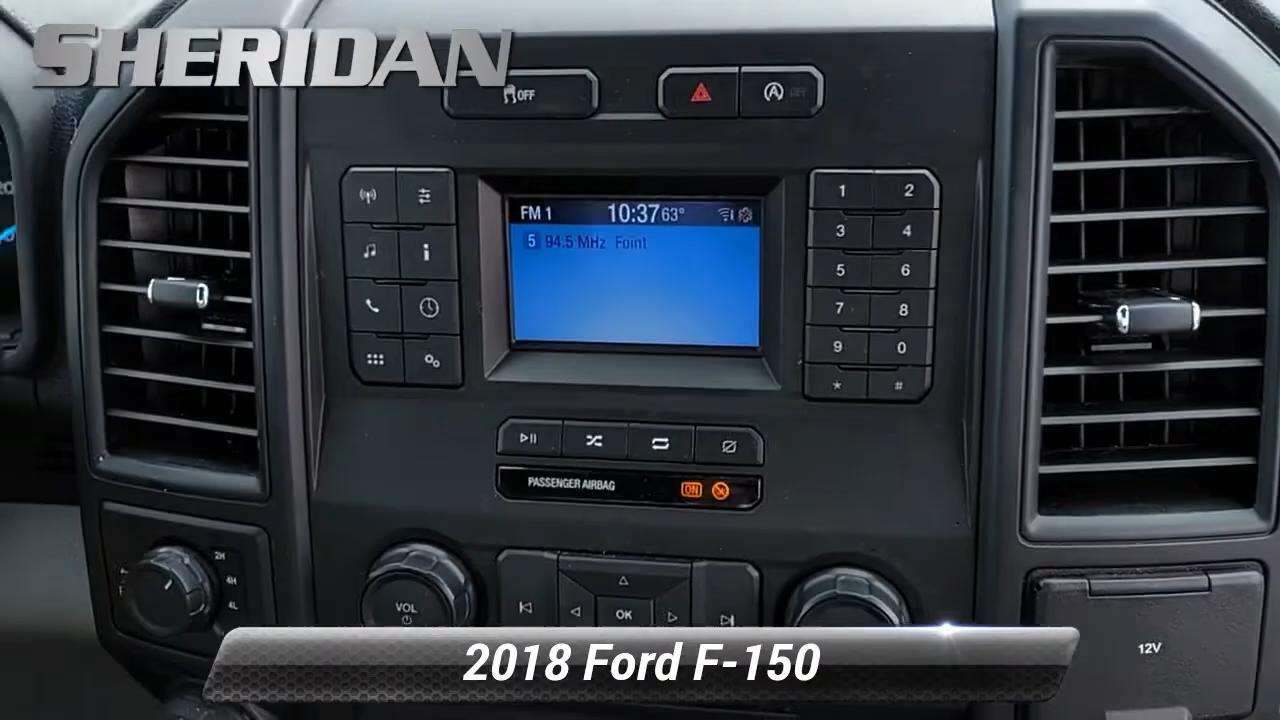 SHERIDAN
OFF
OFF
FM 1 10:37 63°
5 94.5 MHz Foint
1 2
3 4
5 6
7 8
9 0
* #
PASSENGER AIRBAG ON
2H
4H
4L
VOL
OK
12V
2018 Ford F-150